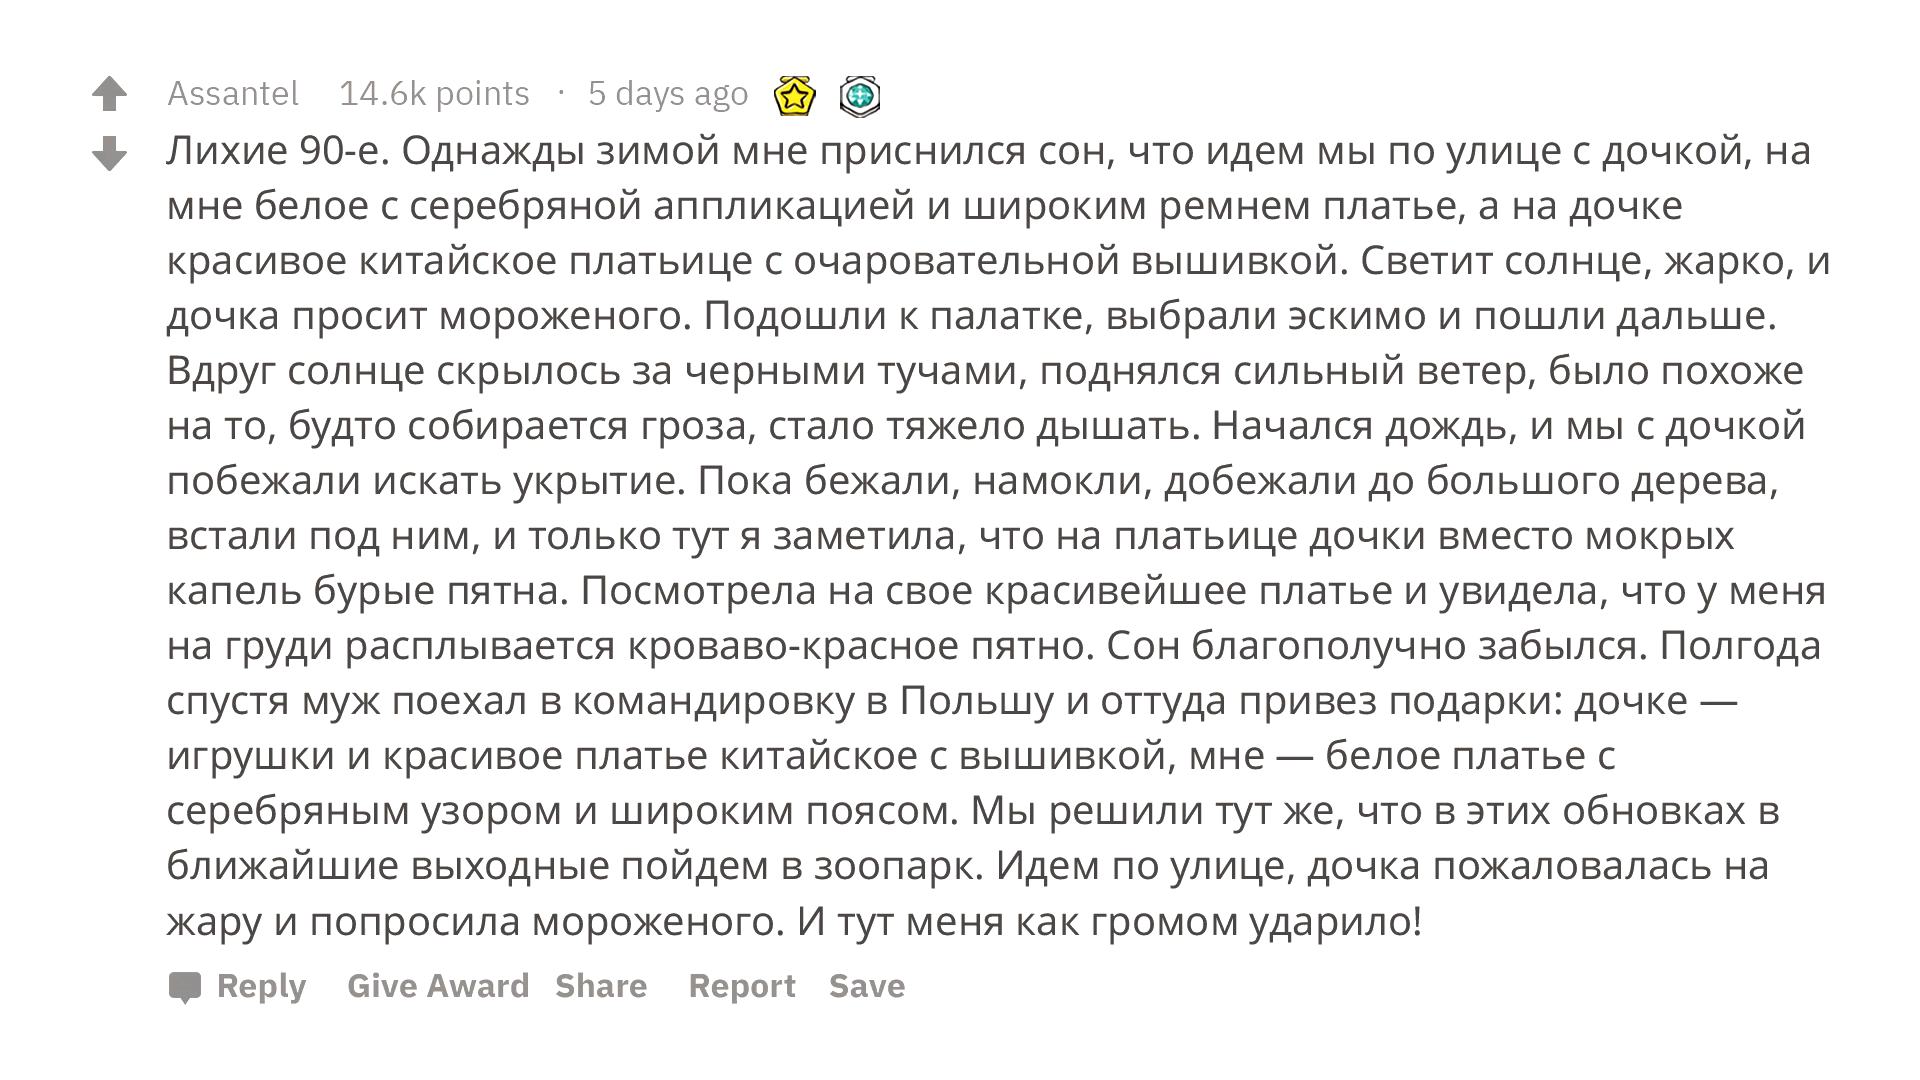 Assantel 14.6k points · 5 days ago
Лихие 90-е. Однажды зимой мне приснился сон, что идем мы по улице с дочкой, на
мне белое с серебряной аппликацией и широким ремнем платье, а на дочке
красивое китайское платьице с очаровательной вышивкой. Светит солнце, жарко, и
дочка просит мороженого. Подошли к палатке, выбрали эскимо и пошли дальше.
Вдруг солнце скрылось за черными тучами, поднялся сильный ветер, было похоже
на то, будто собирается гроза, стало тяжело дышать. Начался дождь, и мы с дочкой
побежали искать укрытие. Пока бежали, намокли, добежали до большого дерева,
встали под ним, и только тут я заметила, что на платьице дочки вместо мокрых
капель бурые пятна. Посмотрела на свое красивейшее платье и увидела, что у меня
на груди расплывается кроваво-красное пятно. Сон благополучно забылся. Полгода
спустя муж поехал в командировку в Польшу и оттуда привез подарки: дочке —
игрушки и красивое платье китайское с вышивкой, мне — белое платье с
серебряным узором и широким поясом. Мы решили тут же, что в этих обновках в
ближайшие выходные пойдем в зоопарк. Идем по улице, дочка пожаловалась на
жару и попросила мороженого. И тут меня как громом ударило!
Reply Give Award Share Report Save